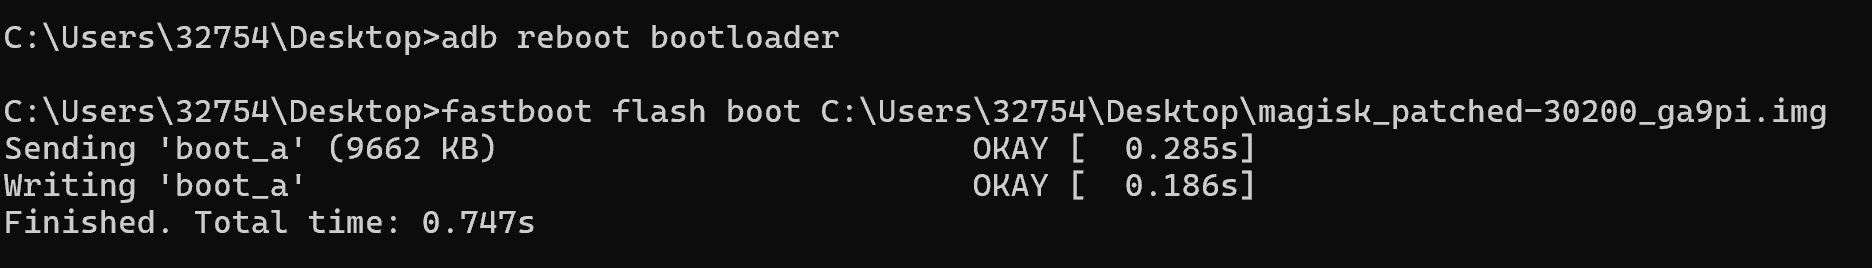 C:\Users\32754\Desktop>adb reboot bootloader
C:\Users\32754\Desktop>fastboot flash boot C:\Users\32754\Desktop\magisk_patched-30200_ga9pi.img
Sending 'boot_a' (9662 KB)                         OKAY [  0.285s]
Writing 'boot_a'                                   OKAY [  0.186s]
Finished. Total time: 0.747s